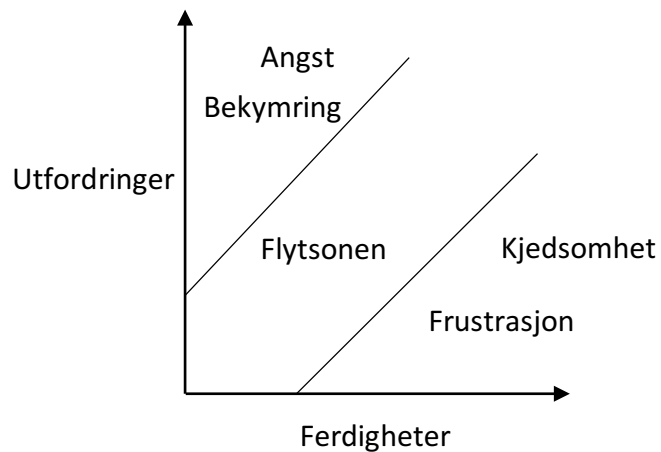 Angst
Bekymring
Utfordringer
Flytsonen
Kjedsomhet
Frustrasjon
Ferdigheter